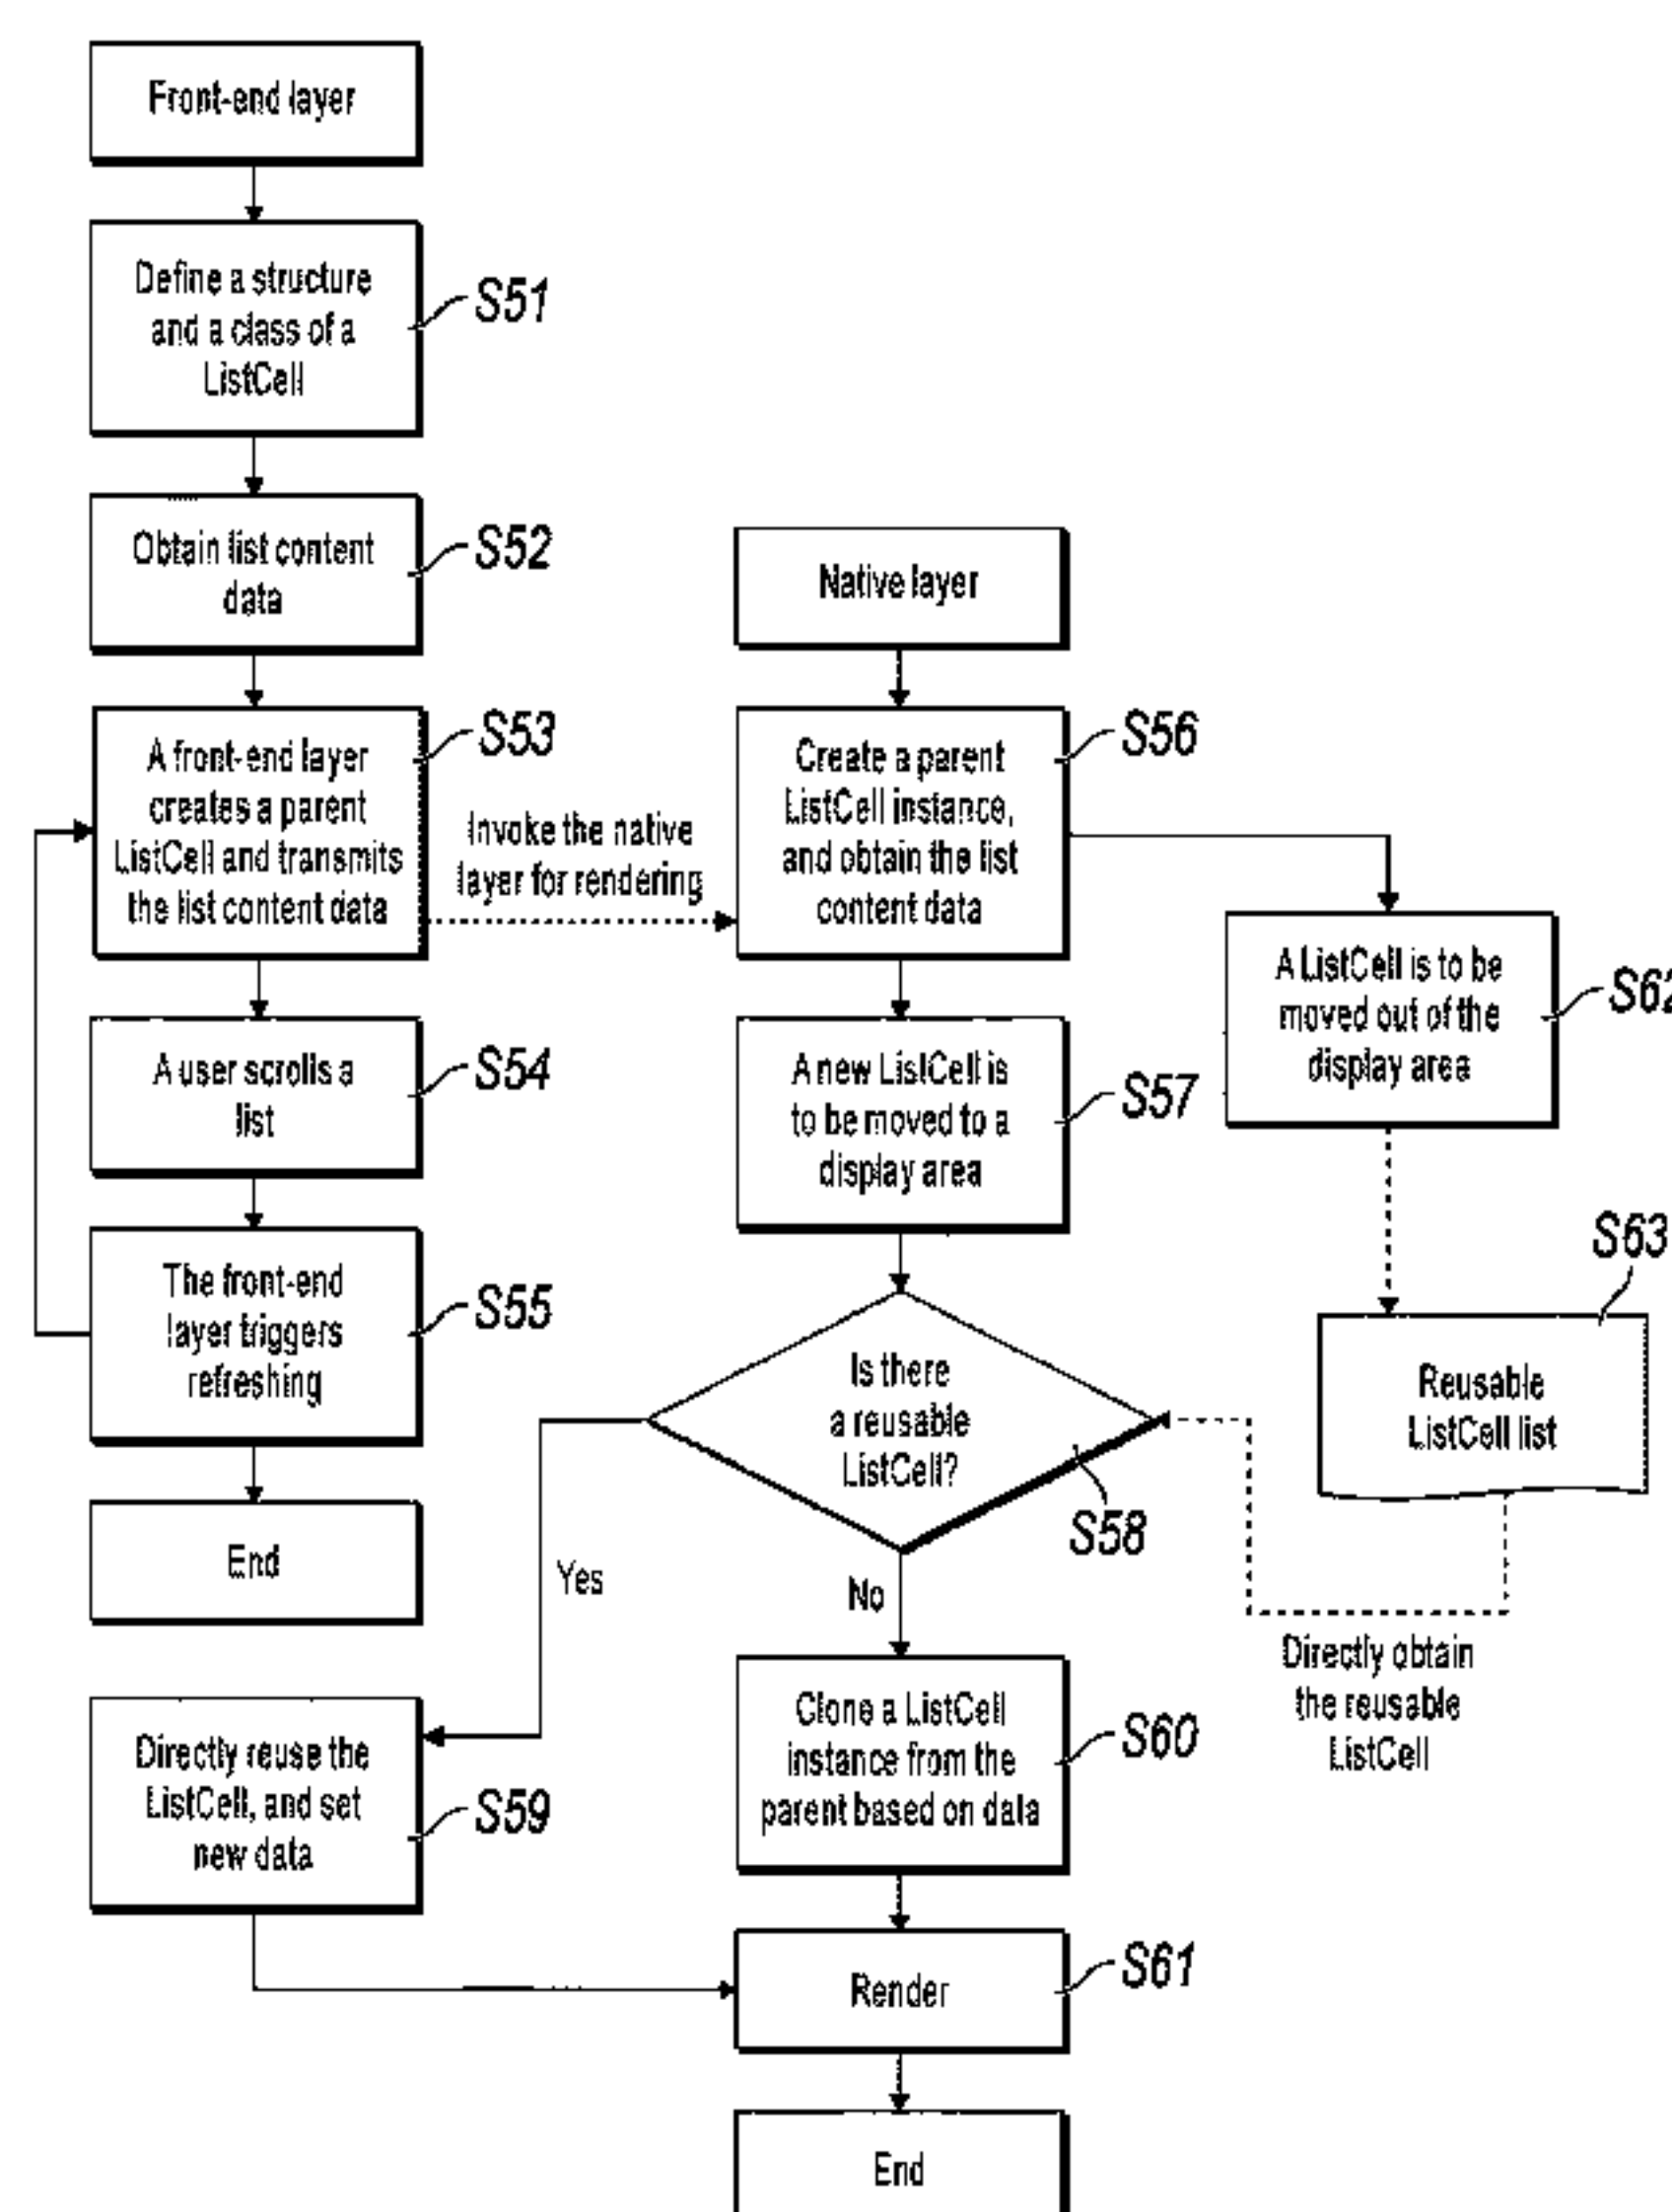 Front-end layer
Define a structure
and a class of a
ListCell
S51
Obtain list content
data
S52
A front-end layer
creates a parent
ListCell and transmits
the list content data
S53
Invoke the native
layer for rendering
A user scrolls a
list
S54
The front-end
layer triggers
refreshing
S55
End
Native layer
Create a parent
ListCell instance,
and obtain the list
content data
S56
A new ListCell is
to be moved to a
display area
S57
Is there
a reusable
ListCell?
S58
Yes
No
Directly reuse the
ListCell, and set
new data
S59
Clone a ListCell
instance from the
parent based on data
S60
Render
S61
End
A ListCell is to be
moved out of the
display area
S62
S63
Reusable
ListCell list
Directly obtain
the reusable
ListCell